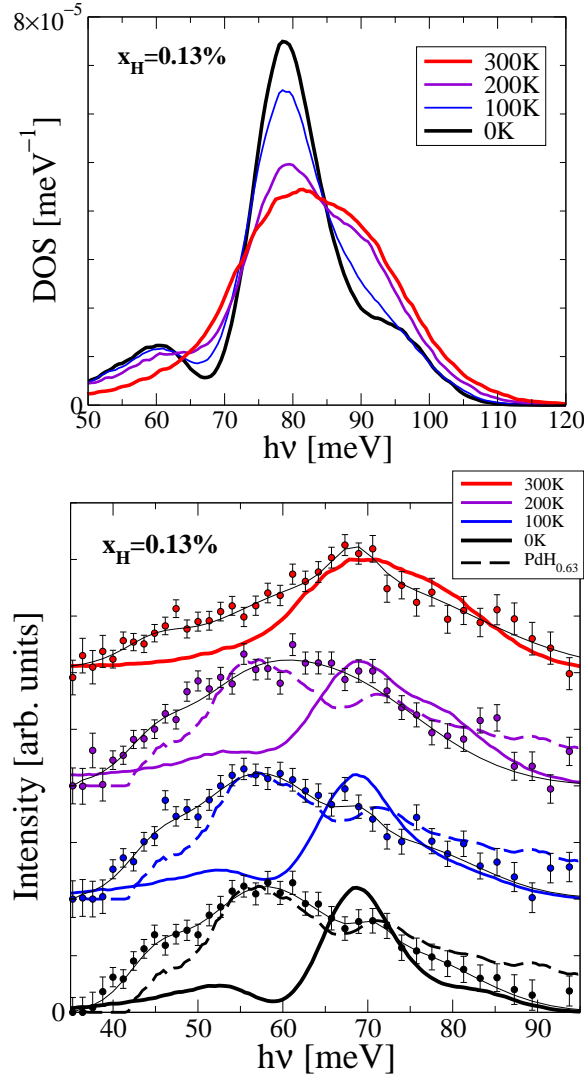 8×10⁻⁵
x_H=0.13%
300K
200K
100K
0K
DOS [meV⁻¹]
0
50 60 70 80 90 100 110 120
hν [meV]
x_H=0.13%
300K
200K
100K
0K
PdH₀.₆₃
Intensity [arb. units]
0
40 50 60 70 80 90
hν [meV]